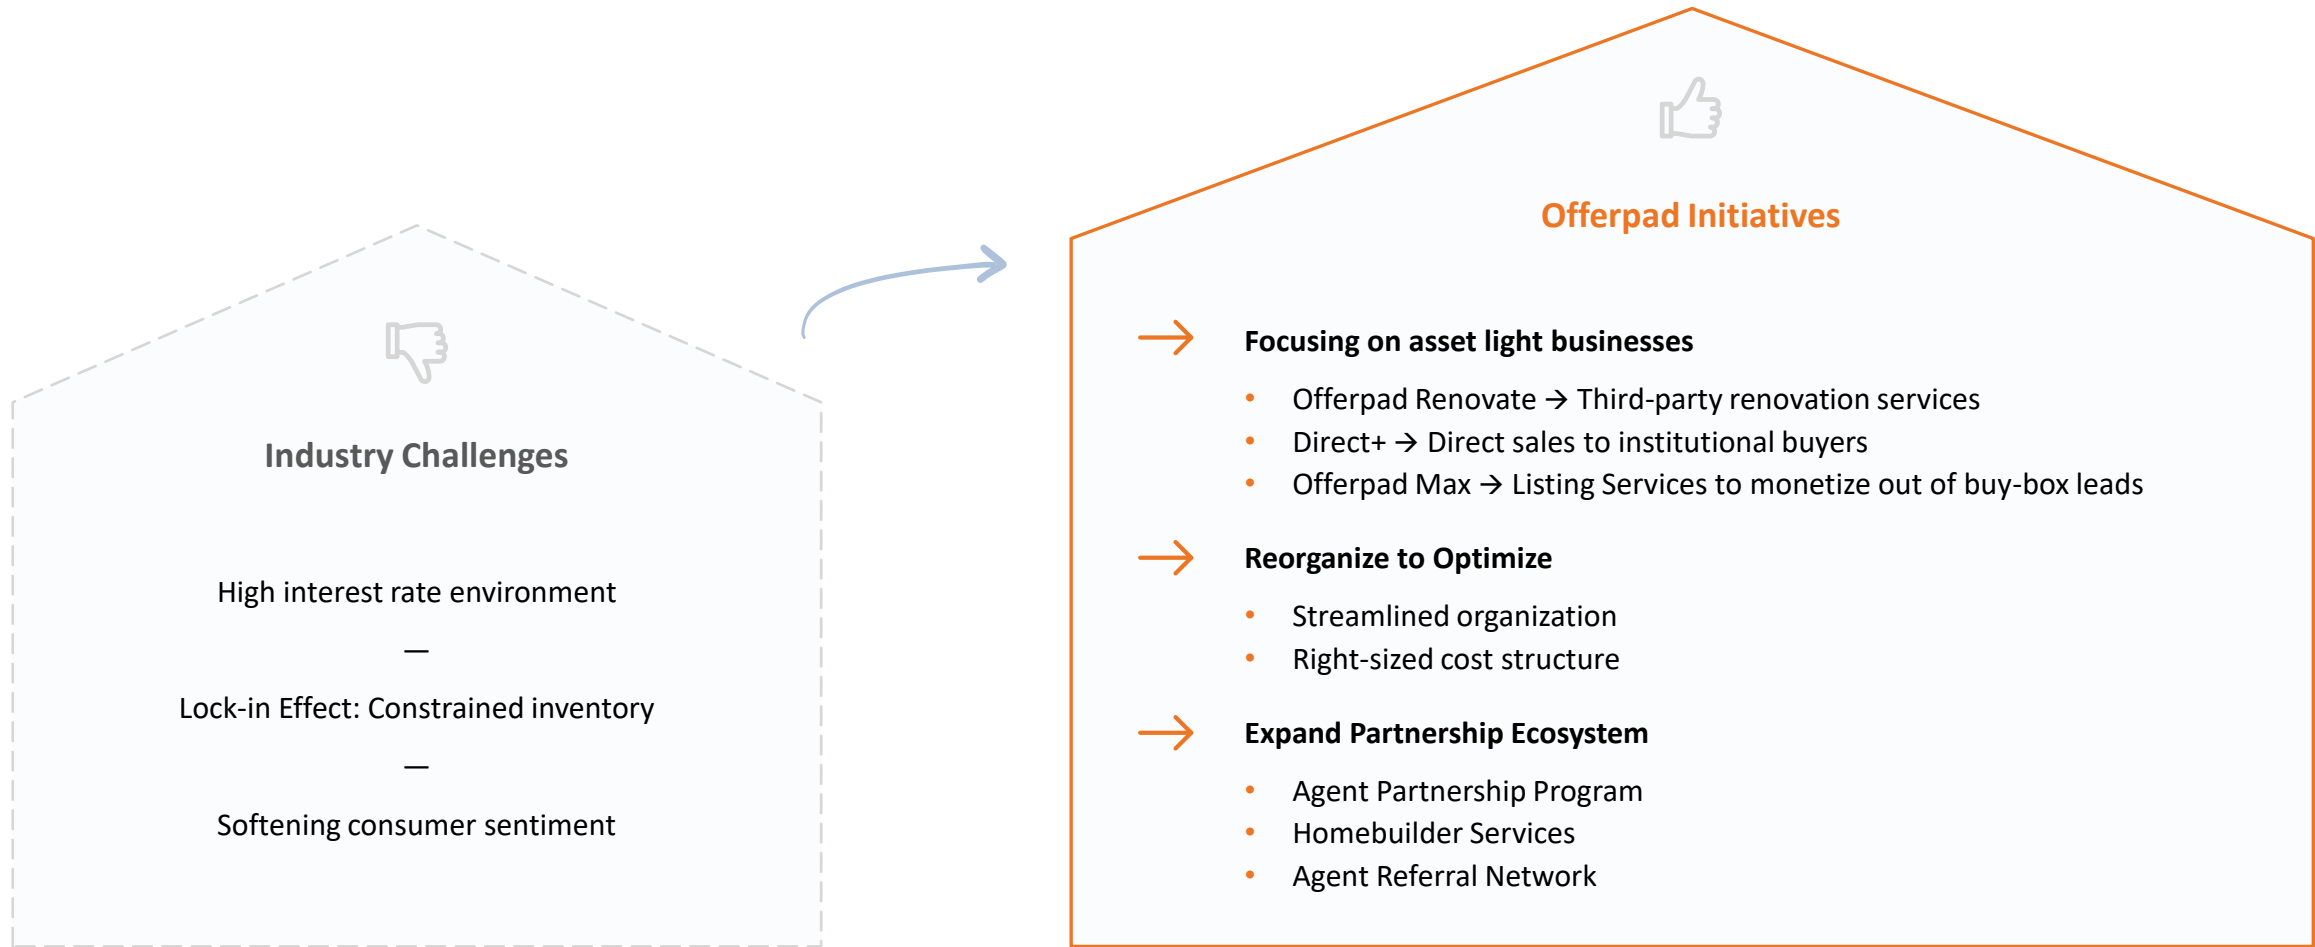 Industry Challenges
High interest rate environment
—
Lock-in Effect: Constrained inventory
—
Softening consumer sentiment
Offerpad Initiatives
Focusing on asset light businesses
• Offerpad Renovate → Third-party renovation services
• Direct+ → Direct sales to institutional buyers
• Offerpad Max → Listing Services to monetize out of buy-box leads
Reorganize to Optimize
• Streamlined organization
• Right-sized cost structure
Expand Partnership Ecosystem
• Agent Partnership Program
• Homebuilder Services
• Agent Referral Network